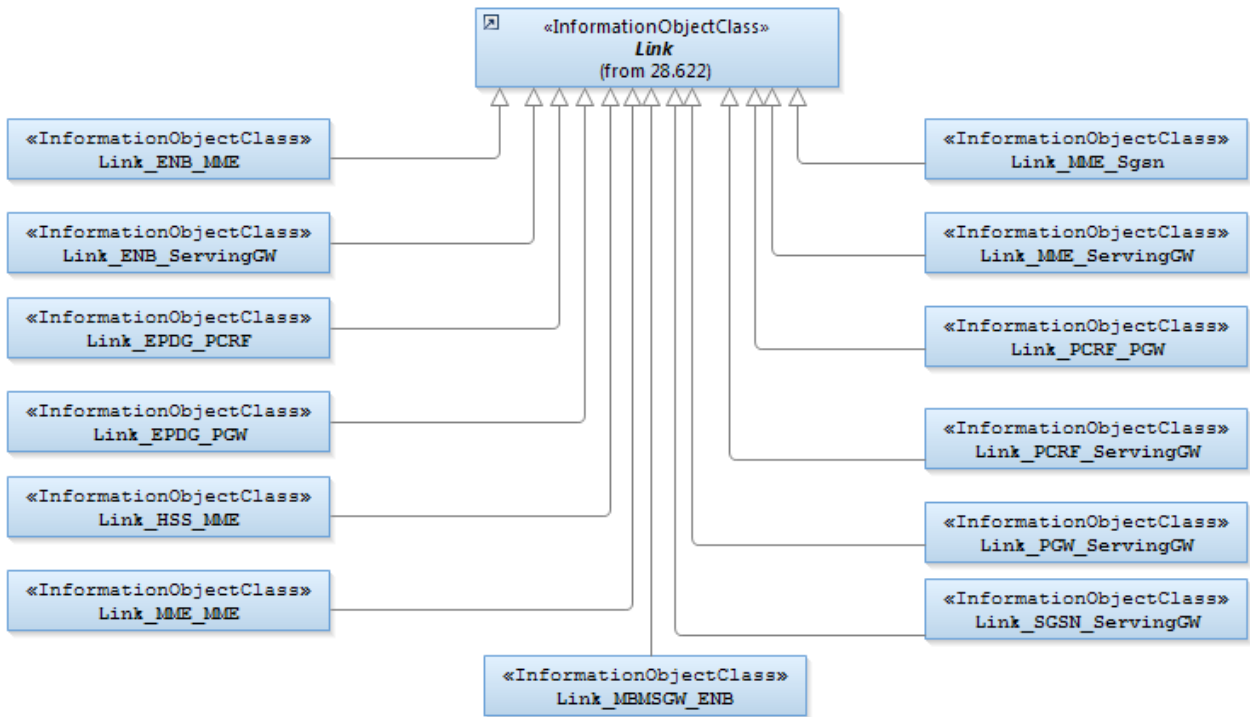 «InformationObjectClass»
Link
(from 28.622)
«InformationObjectClass»
Link_ENB_MME
«InformationObjectClass»
Link_ENB_ServingGW
«InformationObjectClass»
Link_EPDG_PCRF
«InformationObjectClass»
Link_EPDG_PGW
«InformationObjectClass»
Link_HSS_MME
«InformationObjectClass»
Link_MME_MME
«InformationObjectClass»
Link_MBMSGW_ENB
«InformationObjectClass»
Link_MME_Sgsn
«InformationObjectClass»
Link_MME_ServingGW
«InformationObjectClass»
Link_PCRF_PGW
«InformationObjectClass»
Link_PCRF_ServingGW
«InformationObjectClass»
Link_PGW_ServingGW
«InformationObjectClass»
Link_SGSN_ServingGW